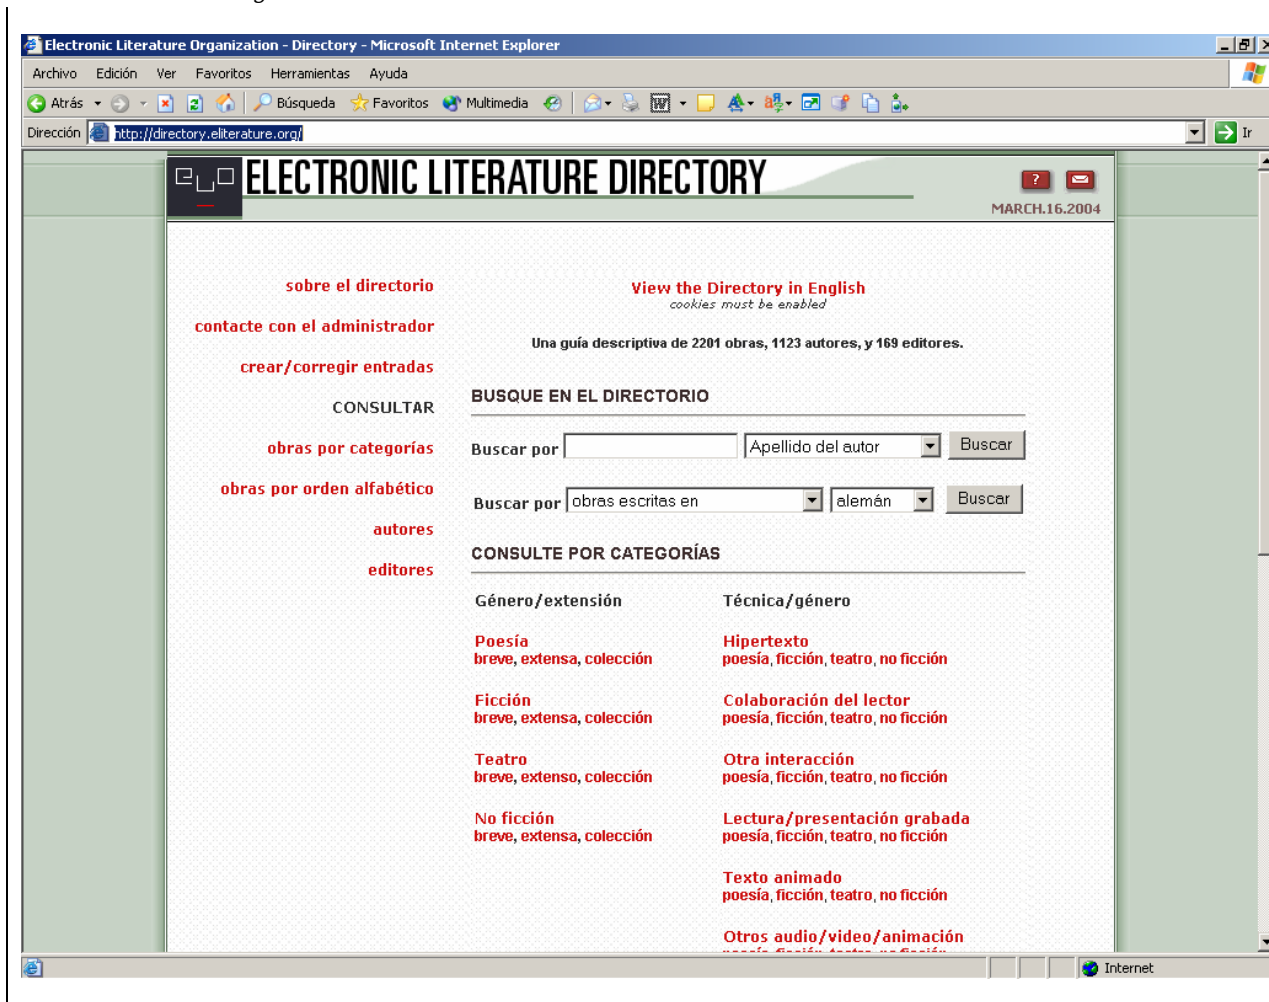 Electronic Literature Organization - Directory - Microsoft Internet Explorer
Archivo Edición Ver Favoritos Herramientas Ayuda
Atrás Búsqueda Favoritos Multimedia
Dirección http://directory.eliterature.org/ Ir
ELECTRONIC LITERATURE DIRECTORY
MARCH.16.2004
sobre el directorio
contacte con el administrador
crear/corregir entradas
CONSULTAR
obras por categorías
obras por orden alfabético
autores
editores
View the Directory in English
cookies must be enabled
Una guía descriptiva de 2201 obras, 1123 autores, y 169 editores.
BUSQUE EN EL DIRECTORIO
Buscar por Apellido del autor Buscar
Buscar por obras escritas en alemán Buscar
CONSULTE POR CATEGORÍAS
Género/extensión
Poesía
breve, extensa, colección
Ficción
breve, extensa, colección
Teatro
breve, extenso, colección
No ficción
breve, extensa, colección
Técnica/género
Hipertexto
poesía, ficción, teatro, no ficción
Colaboración del lector
poesía, ficción, teatro, no ficción
Otra interacción
poesía, ficción, teatro, no ficción
Lectura/presentación grabada
poesía, ficción, teatro, no ficción
Texto animado
poesía, ficción, teatro, no ficción
Otros audio/video/animación
Internet